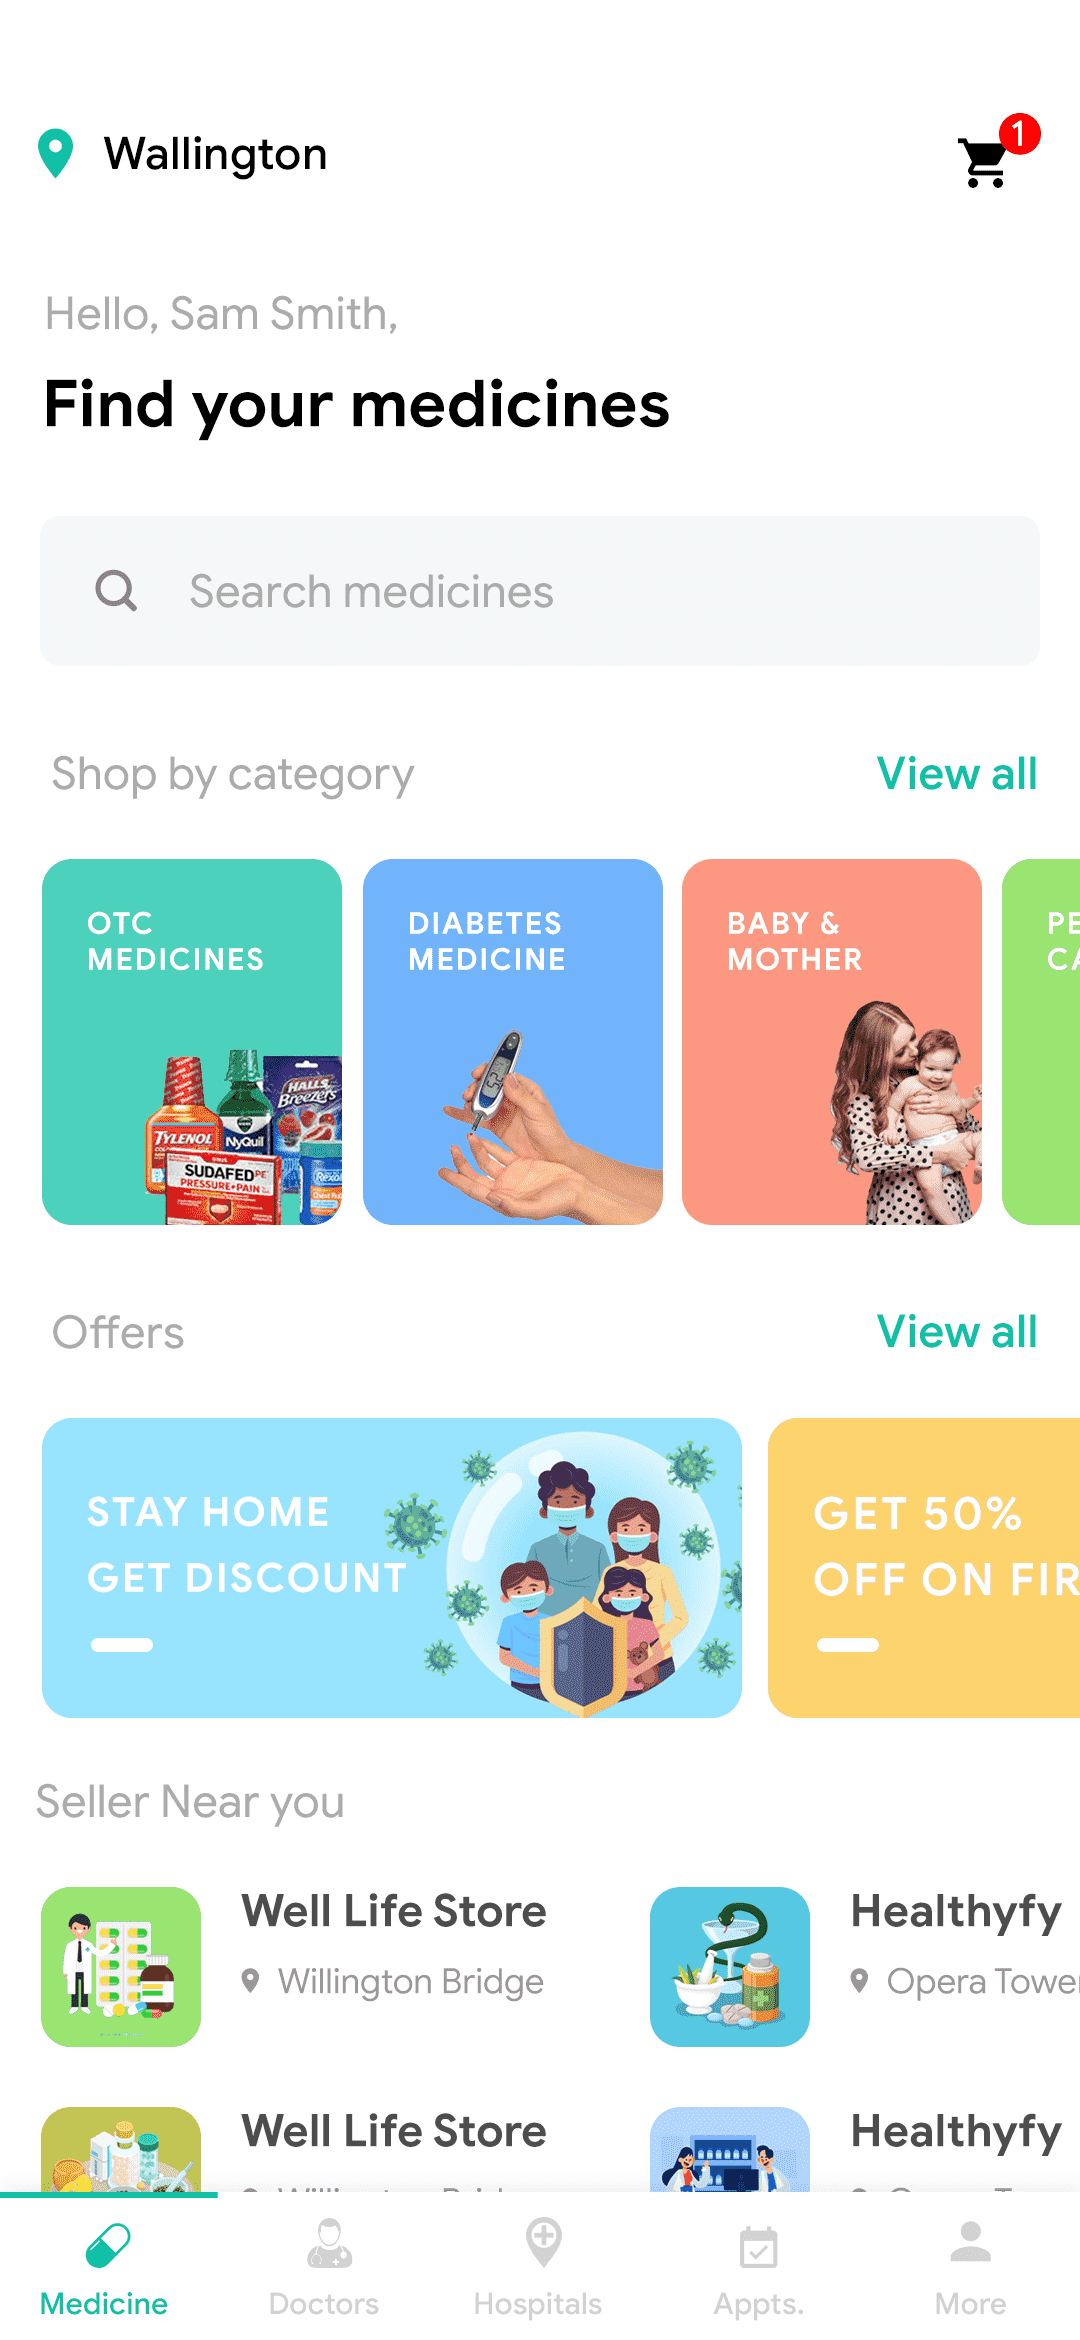 Wallington
1
Hello, Sam Smith,
Find your medicines
Search medicines
Shop by category
View all
OTC
MEDICINES
DIABETES
MEDICINE
BABY &
MOTHER
PE
CA
TYLENOL
NyQuil
HALLS
Breezers
SUDAFED PE
PRESSURE+PAIN
Offers
View all
STAY HOME
GET DISCOUNT
GET 50%
OFF ON FIR
Seller Near you
Well Life Store
Willington Bridge
Healthyfy
Opera Tower
Well Life Store
Healthyfy
Medicine
Doctors
Hospitals
Appts.
More